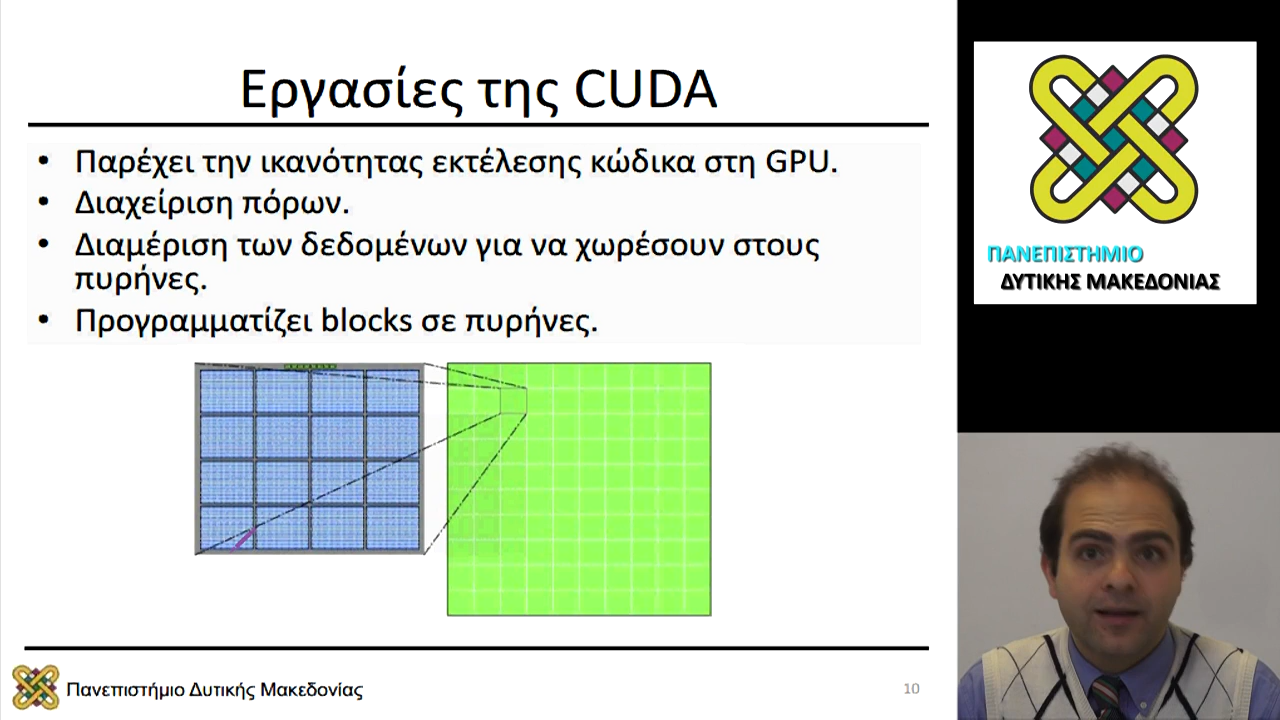 Εργασίες της CUDA
• Παρέχει την ικανότητας εκτέλεσης κώδικα στη GPU.
• Διαχείριση πόρων.
• Διαμέριση των δεδομένων για να χωρέσουν στους
πυρήνες.
• Προγραμματίζει blocks σε πυρήνες.
Πανεπιστήμιο Δυτικής Μακεδονίας
10
ΠΑΝΕΠΙΣΤΗΜΙΟ
ΔΥΤΙΚΗΣ ΜΑΚΕΔΟΝΙΑΣ